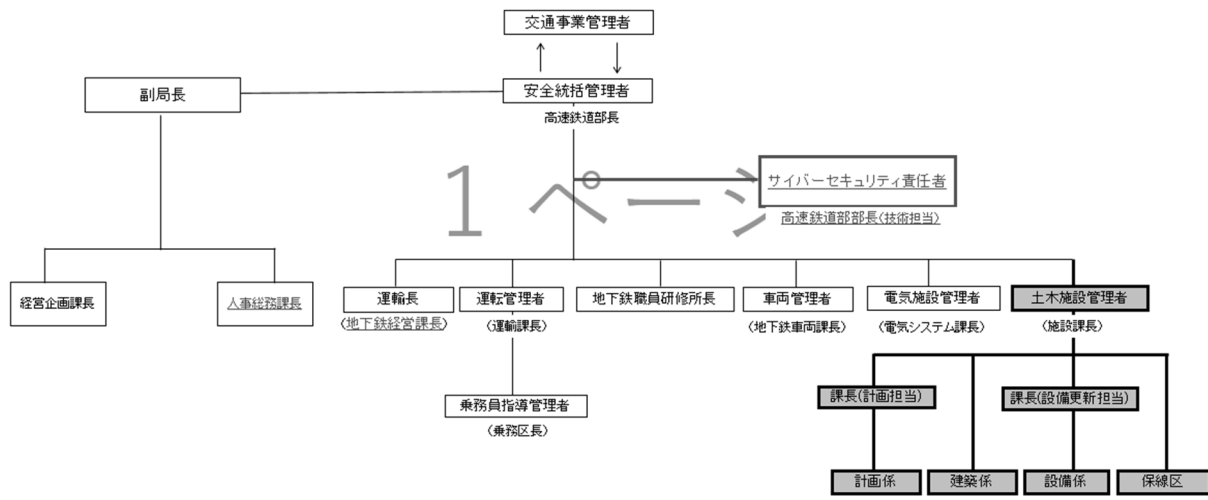 交通事業管理者
副局長
安全統括管理者
高速鉄道部長
1 ページ
サイバーセキュリティ責任者
高速鉄道部部長(技術担当)
経営企画課長
人事総務課長
運輸長
(地下鉄経営課長)
運転管理者
(運輸課長)
地下鉄職員研修所長
車両管理者
(地下鉄車両課長)
電気施設管理者
(電気システム課長)
土木施設管理者
(施設課長)
乗務員指導管理者
(乗務区長)
課長(計画担当)
課長(設備更新担当)
計画係
建築係
設備係
保線区